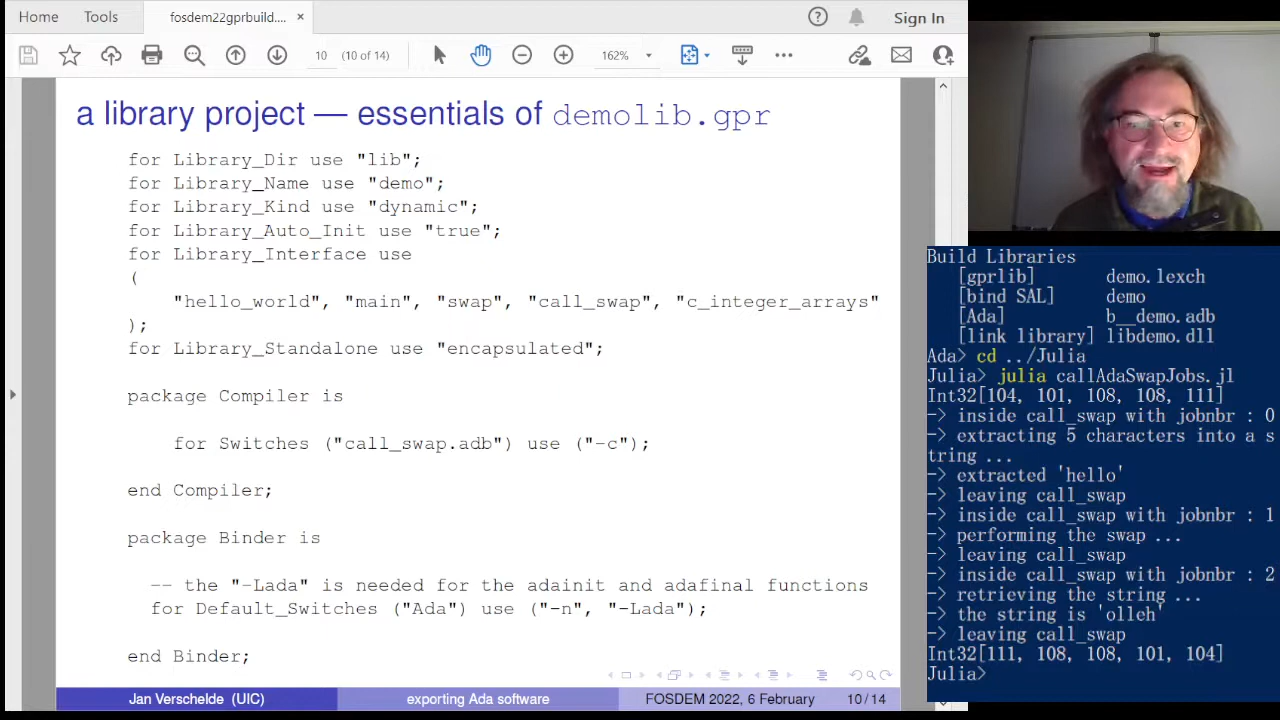 Home Tools fosdem22gprbuild.... × Sign In
10 (10 of 14) 162%
a library project — essentials of demolib.gpr
for Library_Dir use "lib";
for Library_Name use "demo";
for Library_Kind use "dynamic";
for Library_Auto_Init use "true";
for Library_Interface use
(
"hello_world", "main", "swap", "call_swap", "c_integer_arrays"
);
for Library_Standalone use "encapsulated";
package Compiler is
for Switches ("call_swap.adb") use ("-c");
end Compiler;
package Binder is
-- the "-Lada" is needed for the adainit and adafinal functions
for Default_Switches ("Ada") use ("-n", "-Lada");
end Binder;
Jan Verschelde (UIC) exporting Ada software FOSDEM 2022, 6 February 10 / 14
Build Libraries
[gprlib] demo.lexch
[bind SAL] demo
[Ada] b__demo.adb
[link library] libdemo.dll
Ada> cd ../Julia
Julia> julia callAdaSwapJobs.jl
Int32[104, 101, 108, 108, 111]
-> inside call_swap with jobnbr : 0
-> extracting 5 characters into a s
tring ...
-> extracted 'hello'
-> leaving call_swap
-> inside call_swap with jobnbr : 1
-> performing the swap ...
-> leaving call_swap
-> inside call_swap with jobnbr : 2
-> retrieving the string ...
-> the string is 'olleh'
-> leaving call_swap
Int32[111, 108, 108, 101, 104]
Julia>